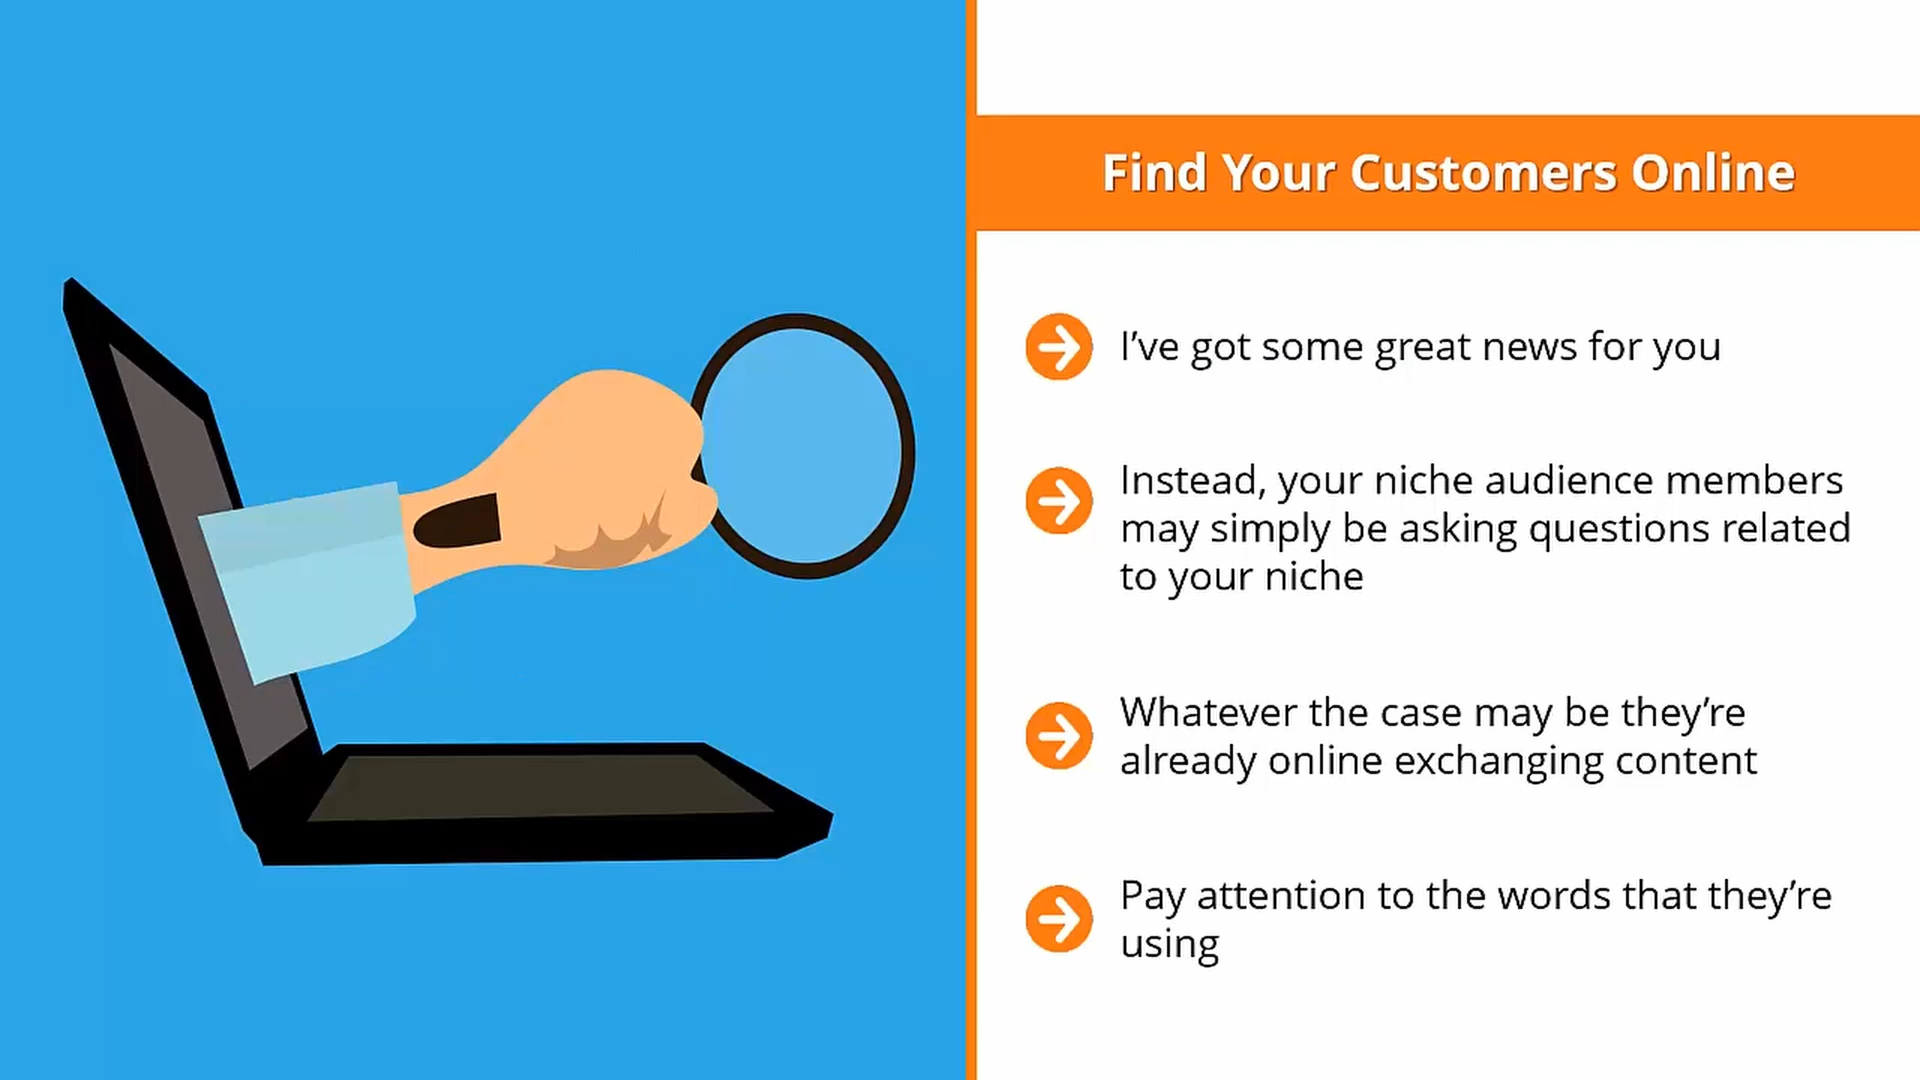 Find Your Customers Online
I’ve got some great news for you
Instead, your niche audience members
may simply be asking questions related
to your niche
Whatever the case may be they’re
already online exchanging content
Pay attention to the words that they’re
using